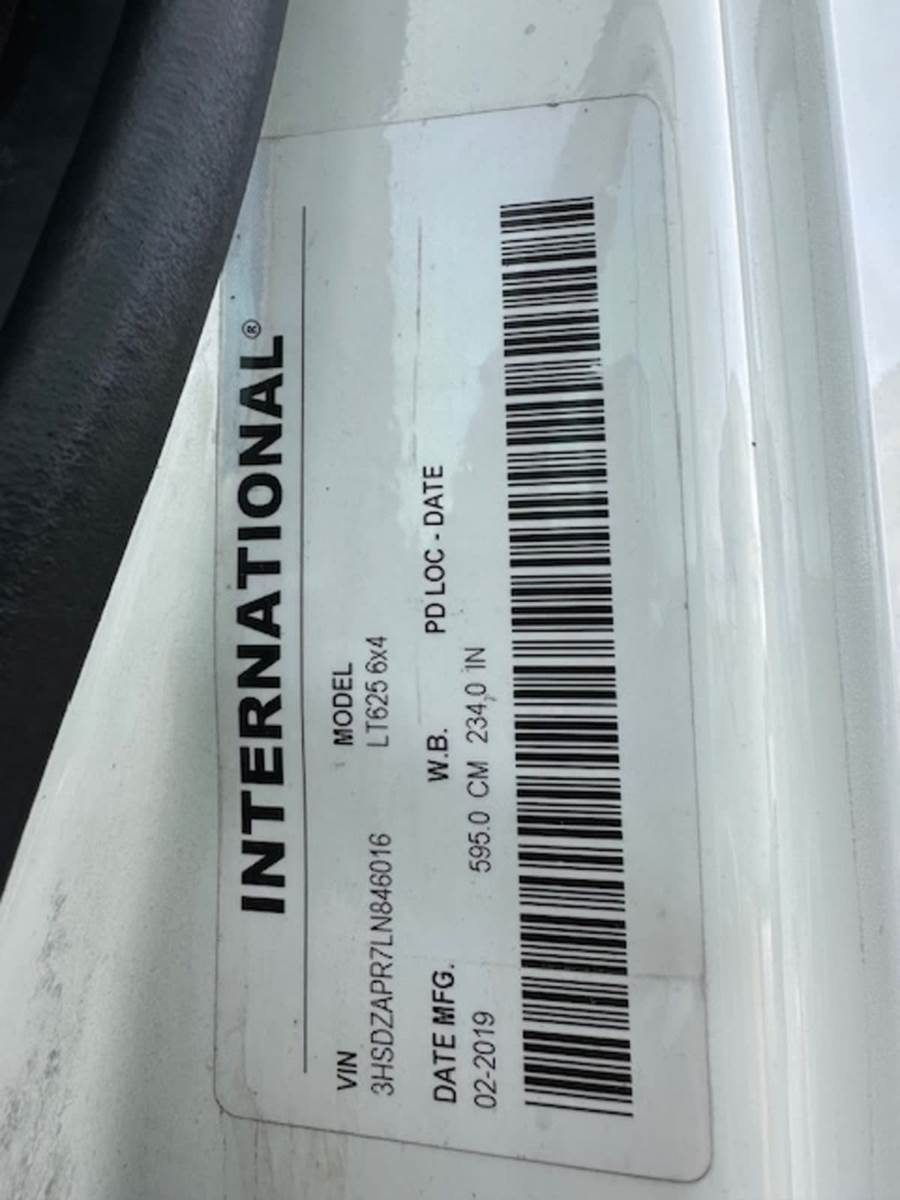 INTERNATIONAL®
VIN MODEL
3HSDZAPR7LN846016 LT625 6x4
DATE MFG. W.B. PD LOC - DATE
02-2019 595.0 CM 234.0 IN